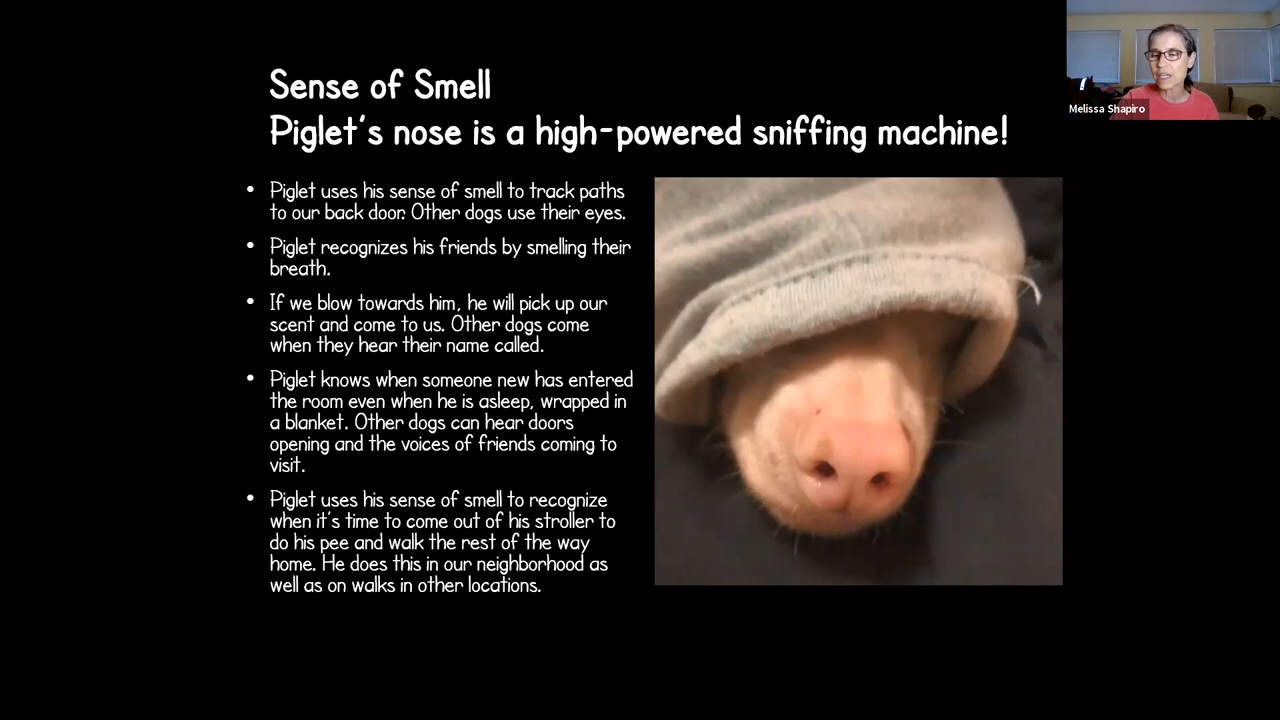 Sense of Smell
Piglet's nose is a high-powered sniffing machine!
• Piglet uses his sense of smell to track paths
to our back door. Other dogs use their eyes.
• Piglet recognizes his friends by smelling their
breath.
• If we blow towards him, he will pick up our
scent and come to us. Other dogs come
when they hear their name called.
• Piglet knows when someone new has entered
the room even when he is asleep, wrapped in
a blanket. Other dogs can hear doors
opening and the voices of friends coming to
visit.
• Piglet uses his sense of smell to recognize
when it's time to come out of his stroller to
do his pee and walk the rest of the way
home. He does this in our neighborhood as
well as on walks in other locations.
Melissa Shapiro